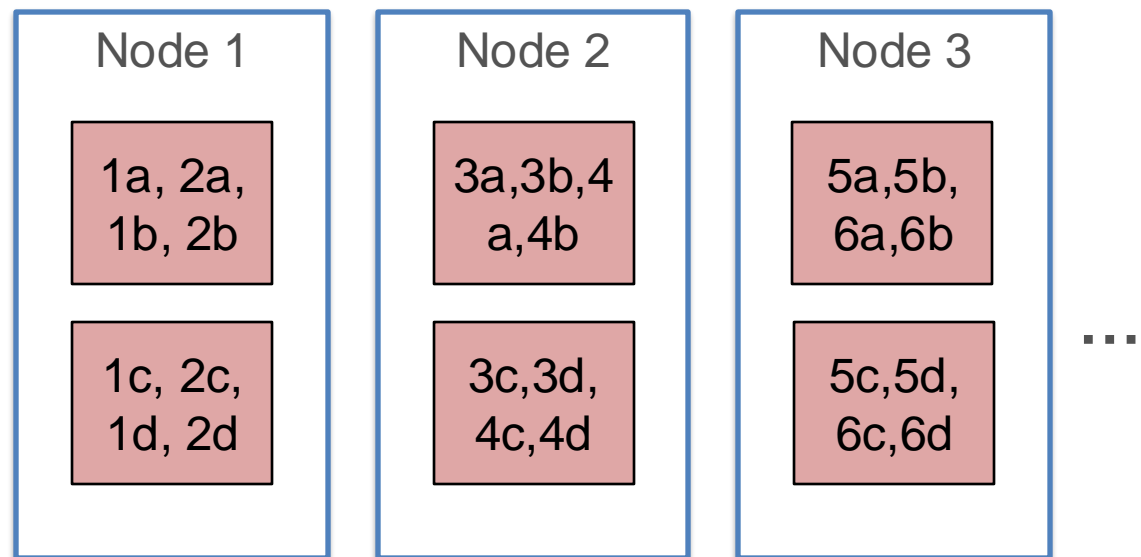 Node 1
1a, 2a,
1b, 2b
1c, 2c,
1d, 2d
Node 2
3a,3b,4
a,4b
3c,3d,
4c,4d
Node 3
5a,5b,
6a,6b
5c,5d,
6c,6d
...